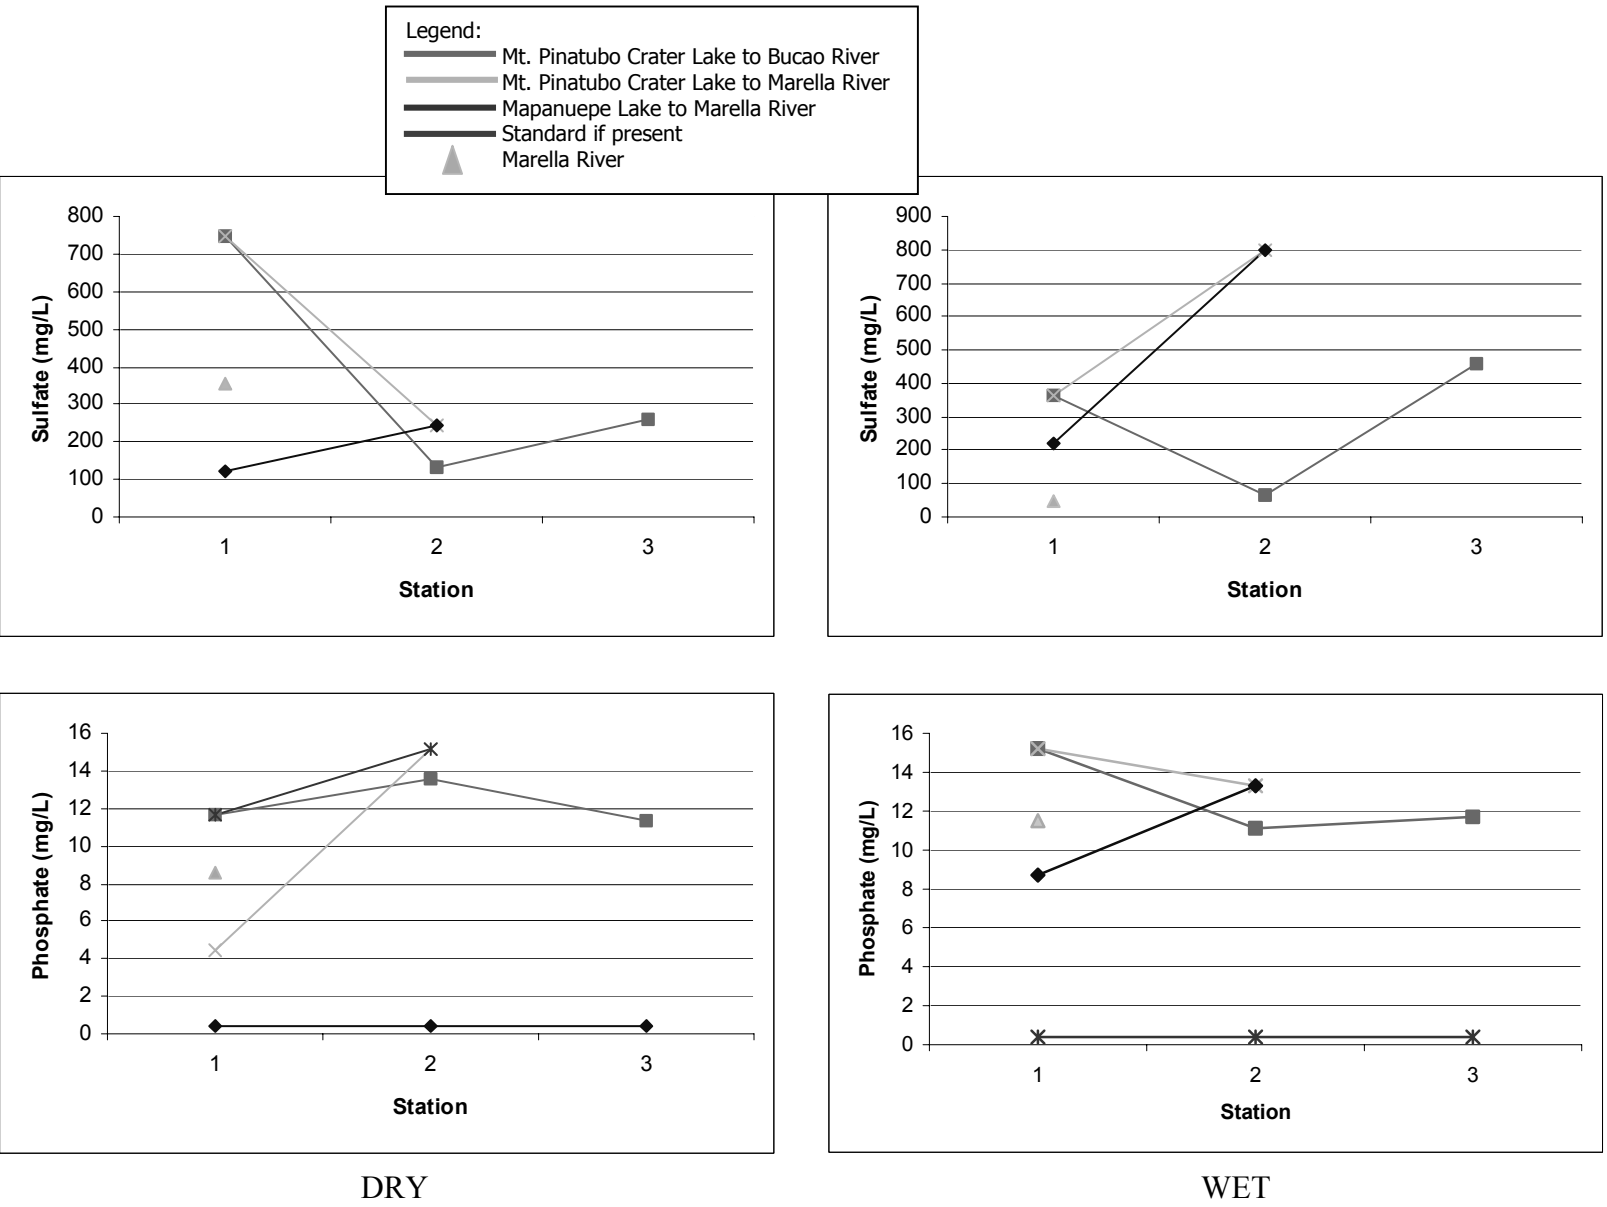 Legend:
Mt. Pinatubo Crater Lake to Bucao River
Mt. Pinatubo Crater Lake to Marella River
Mapanuepe Lake to Marella River
Standard if present
Marella River
Sulfate (mg/L)
800
700
600
500
400
300
200
100
0
1 2 3
Station
Sulfate (mg/L)
900
800
700
600
500
400
300
200
100
0
1 2 3
Station
Phosphate (mg/L)
16
14
12
10
8
6
4
2
0
1 2 3
Station
Phosphate (mg/L)
16
14
12
10
8
6
4
2
0
1 2 3
Station
DRY
WET